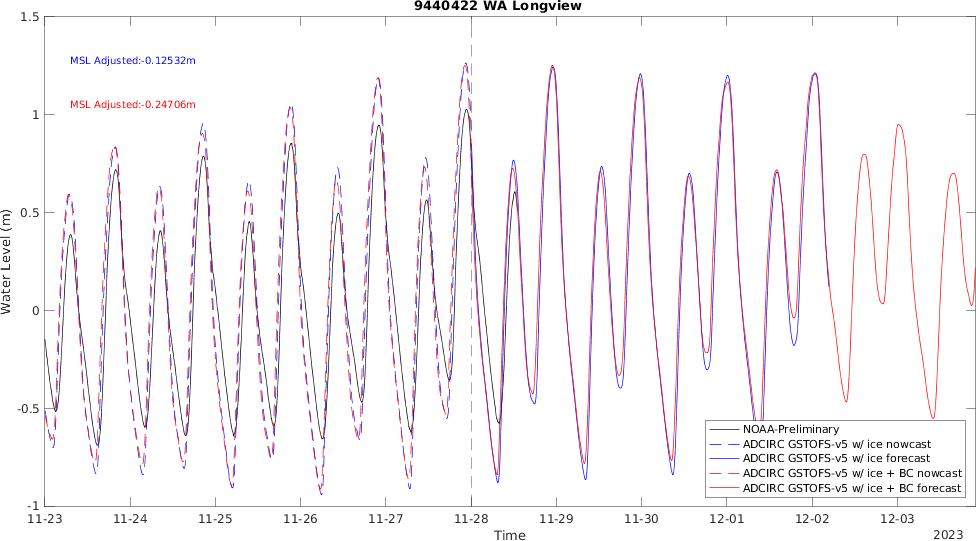 9440422 WA Longview
1.5
MSL Adjusted:-0.12532m
MSL Adjusted:-0.24706m
1
0.5
Water Level (m)
0
-0.5
-1
NOAA-Preliminary
ADCIRC GSTOFS-v5 w/ ice nowcast
ADCIRC GSTOFS-v5 w/ ice forecast
ADCIRC GSTOFS-v5 w/ ice + BC nowcast
ADCIRC GSTOFS-v5 w/ ice + BC forecast
11-23 11-24 11-25 11-26 11-27 11-28 11-29 11-30 12-01 12-02 12-03
Time
2023